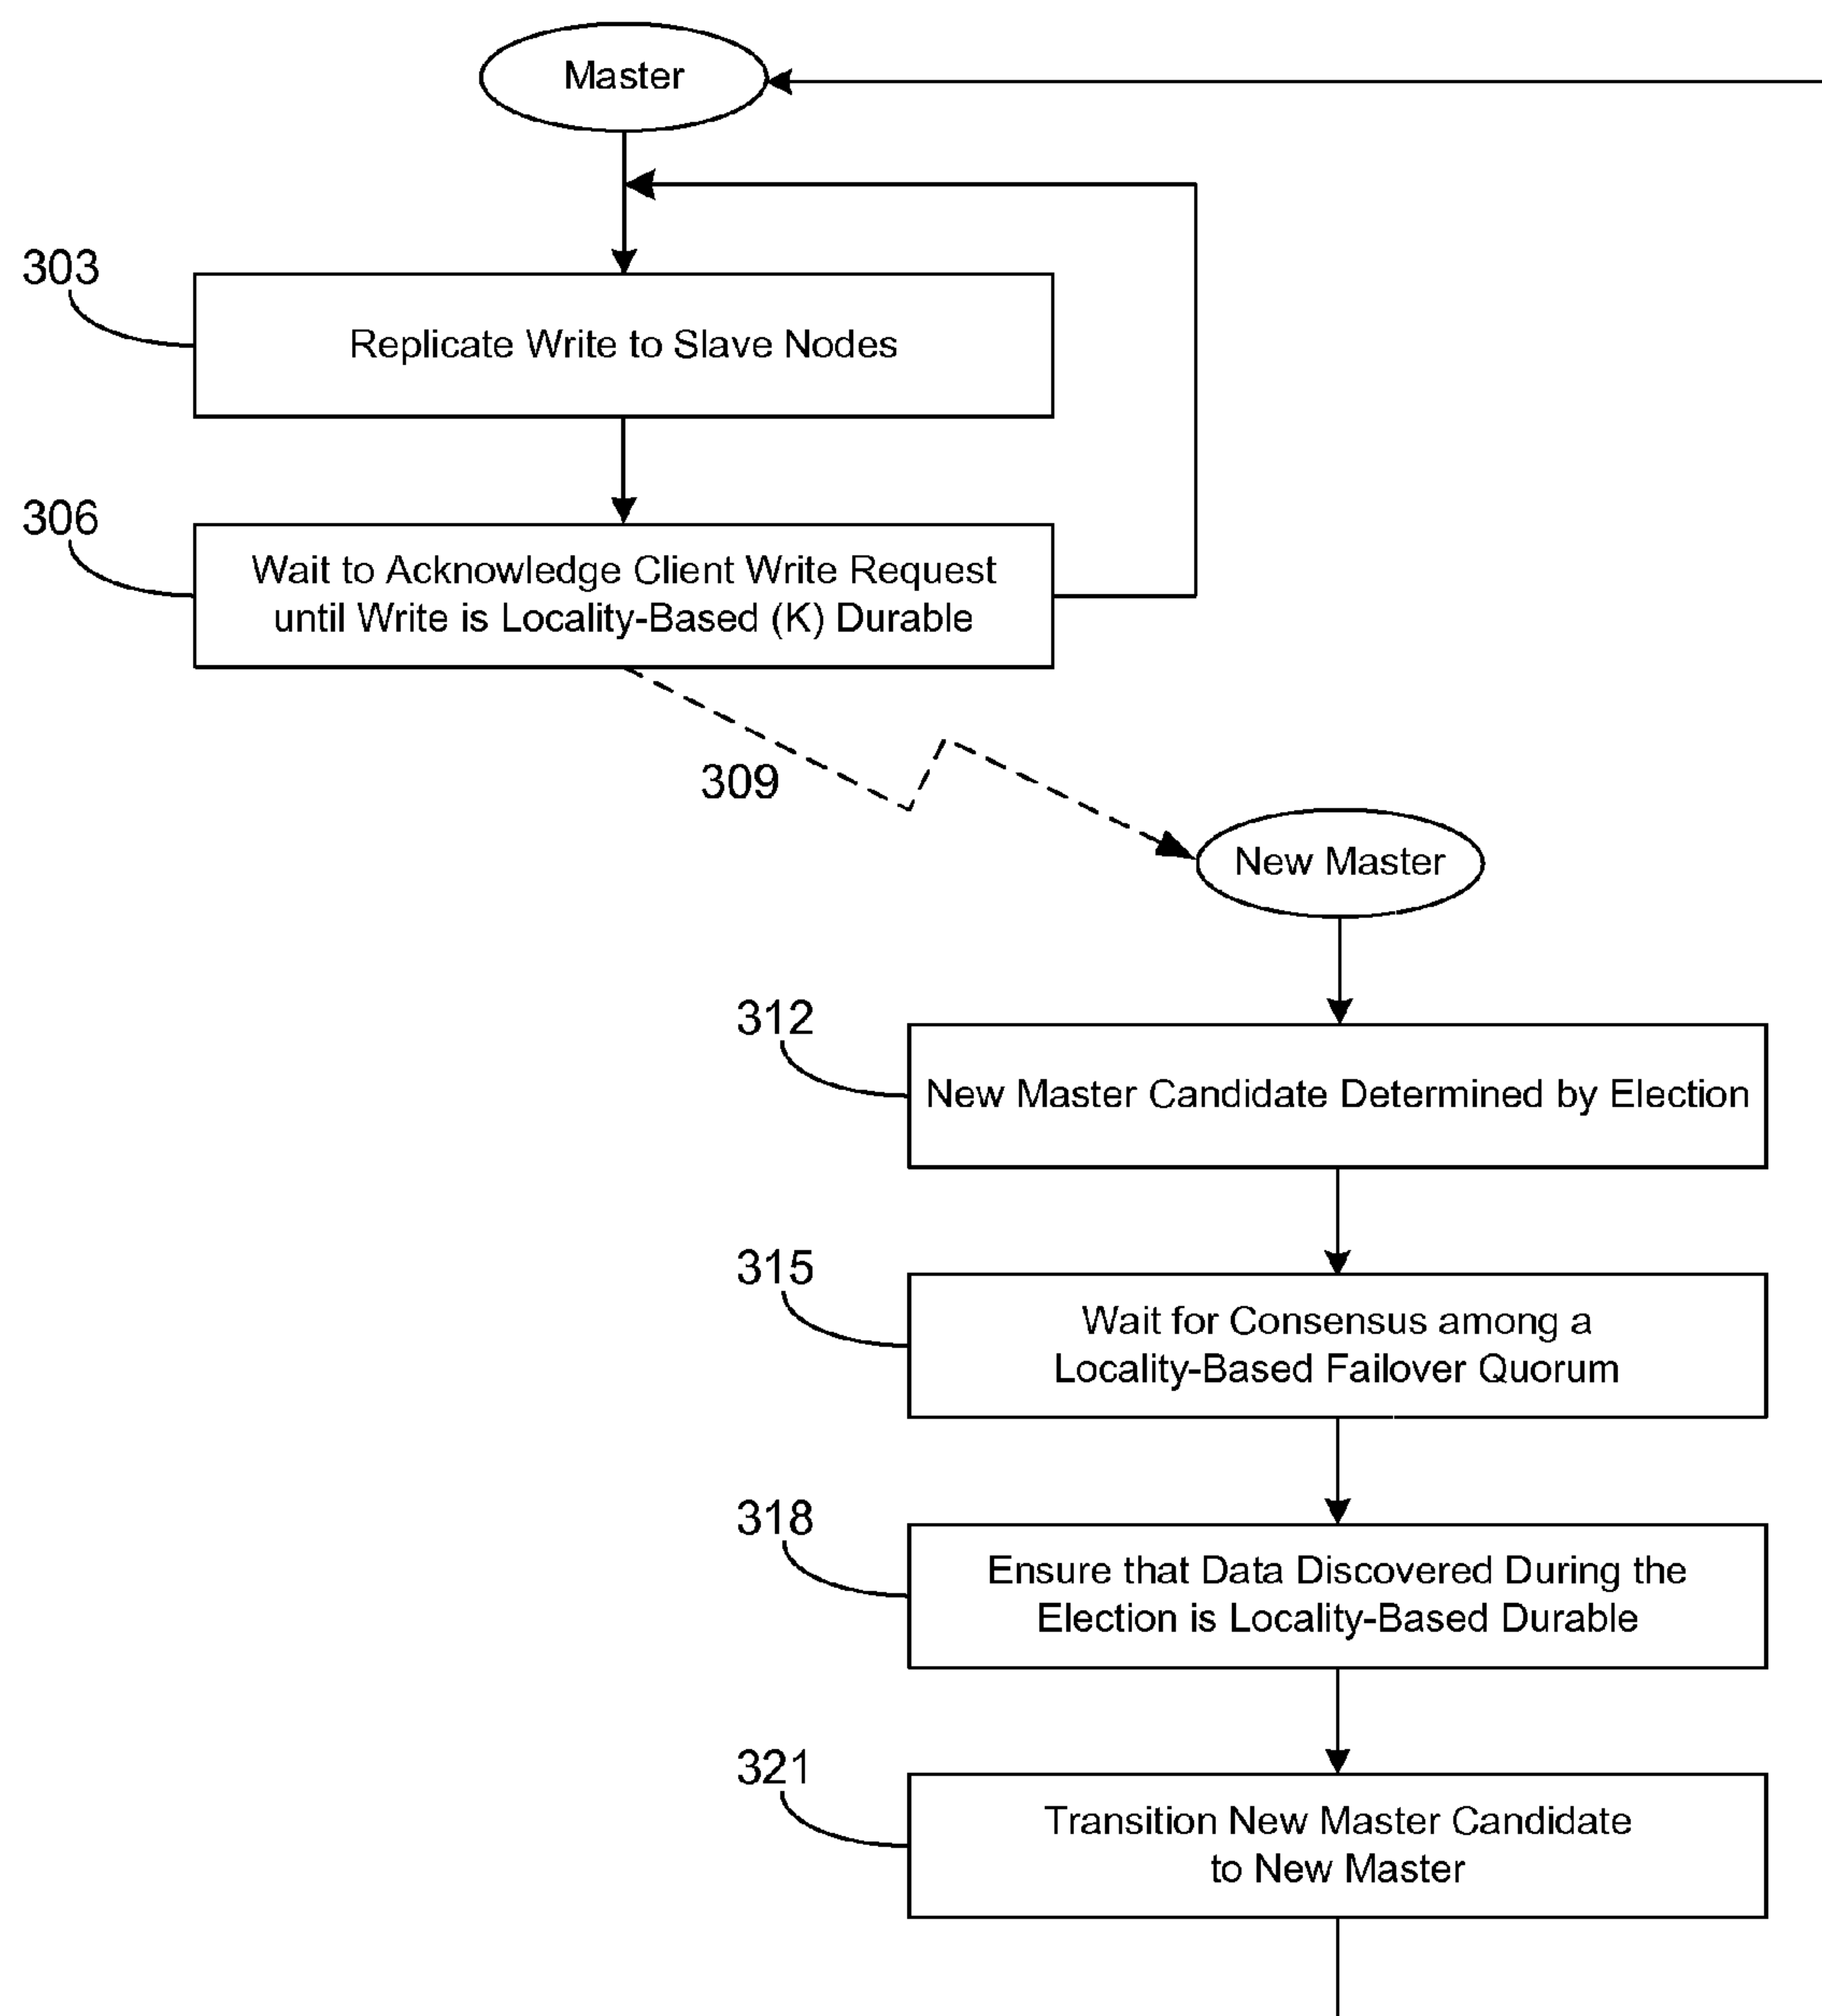 Master
303
Replicate Write to Slave Nodes
306
Wait to Acknowledge Client Write Request
until Write is Locality-Based (K) Durable
309
New Master
312
New Master Candidate Determined by Election
315
Wait for Consensus among a
Locality-Based Failover Quorum
318
Ensure that Data Discovered During the
Election is Locality-Based Durable
321
Transition New Master Candidate
to New Master